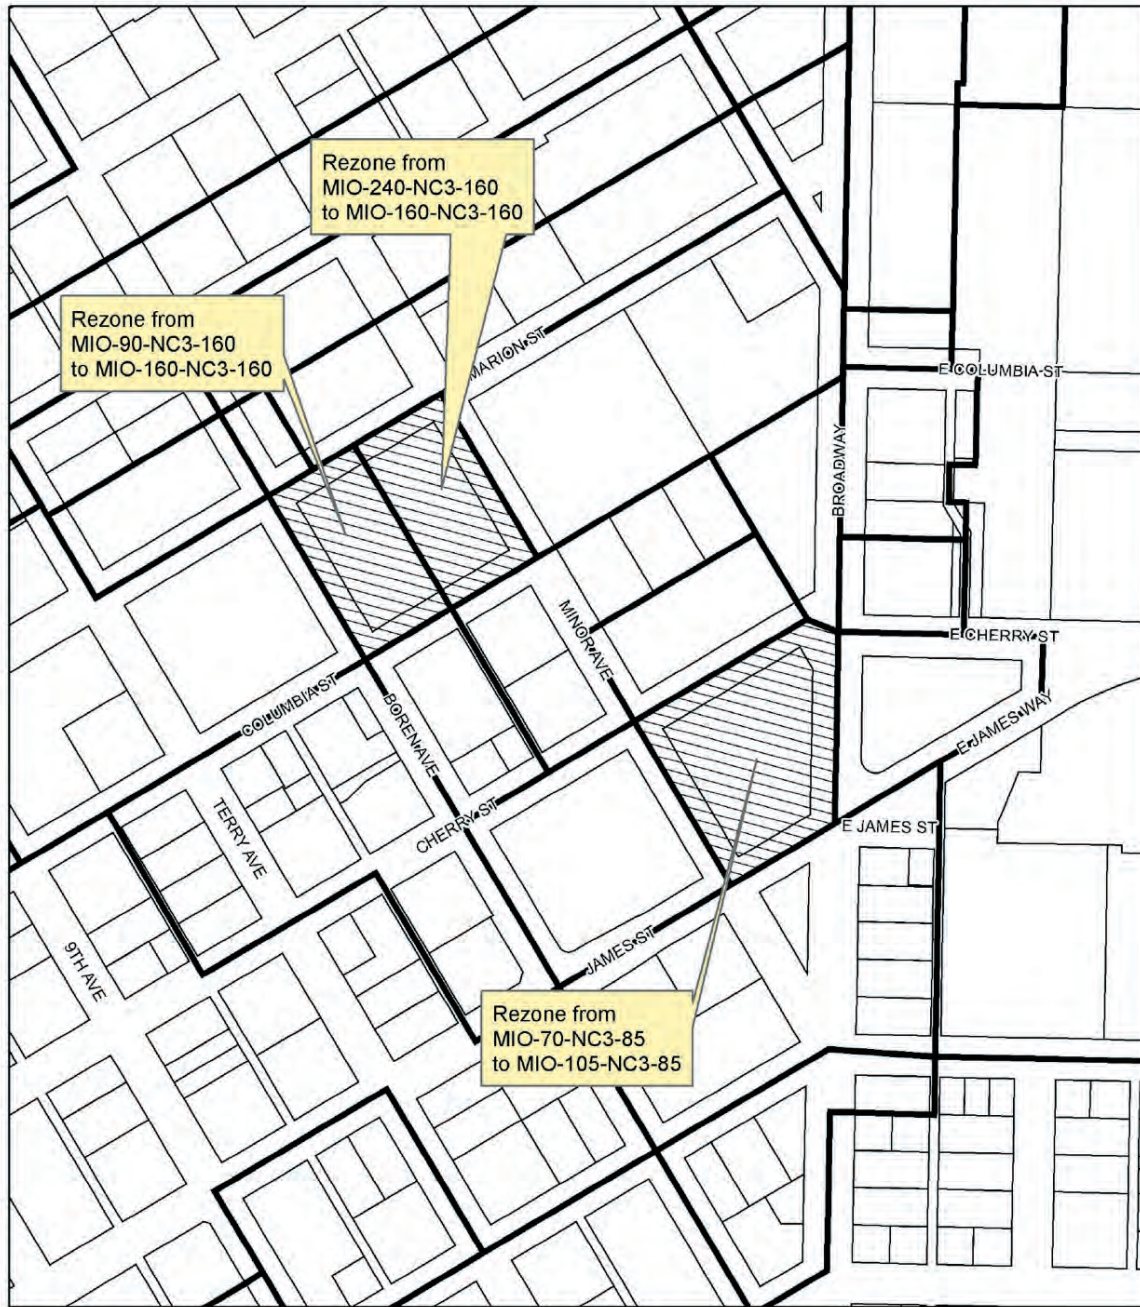 Rezone from
MIO-240-NC3-160
to MIO-160-NC3-160
Rezone from
MIO-90-NC3-160
to MIO-160-NC3-160
MARION ST
E COLUMBIA ST
BROADWAY
E CHERRY ST
MINOR AVE
COLUMBIA ST
BOREN AVE
E JAMES WAY
TERRY AVE
CHERRY ST
E JAMES ST
9TH AVE
JAMES ST
Rezone from
MIO-70-NC3-85
to MIO-105-NC3-85